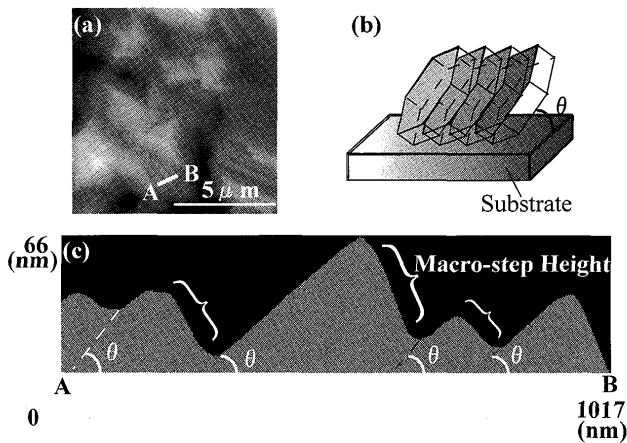 (a)
A
B
5 μ m
(b)
θ
Substrate
66
(nm)
(c)
Macro-step Height
θ
θ
θ
θ
A
B
0
1017
(nm)